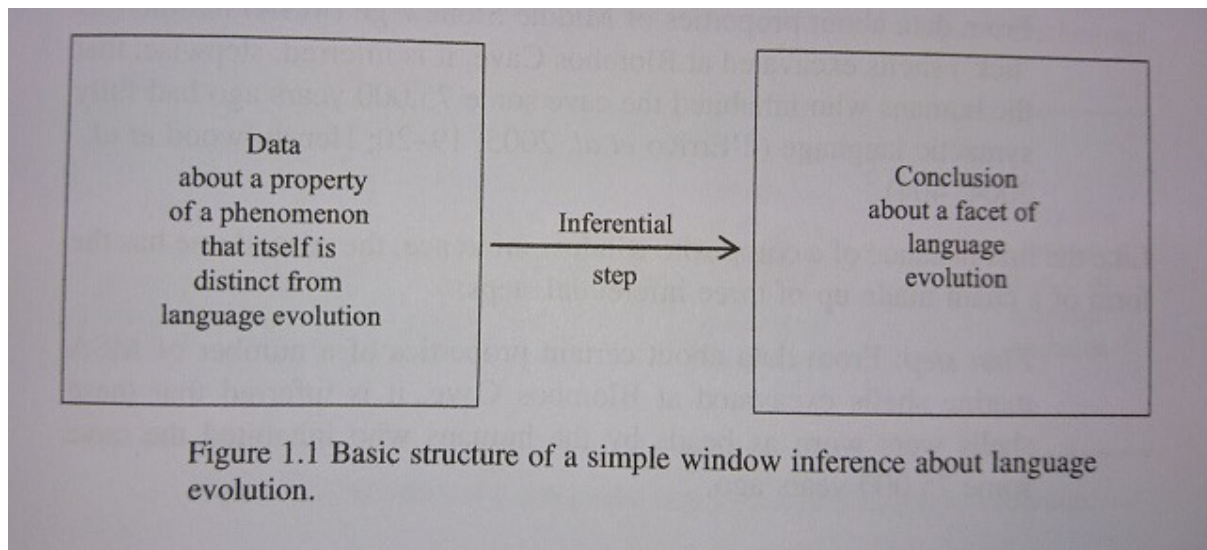 Data
about a property
of a phenomenon
that itself is
distinct from
language evolution
Inferential
step
Conclusion
about a facet of
language
evolution
Figure 1.1 Basic structure of a simple window inference about language
evolution.